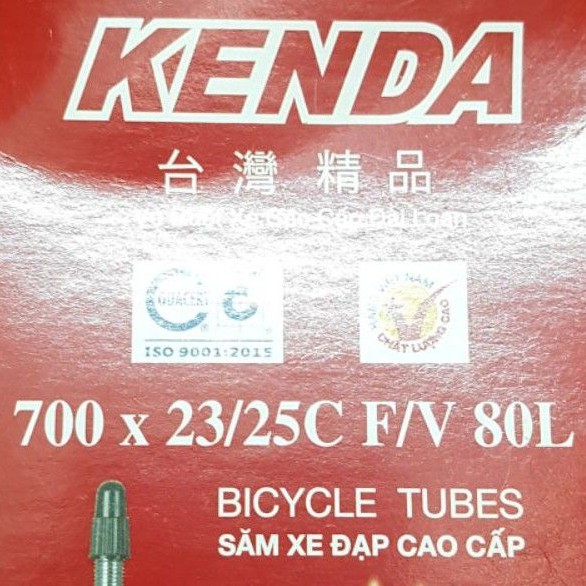 KENDA
台灣精品
QUACERT
ISO 9001:2015
CHẤT LƯỢNG CAO
700 x 23/25C F/V 80L
BICYCLE TUBES
SĂM XE ĐẠP CAO CẤP